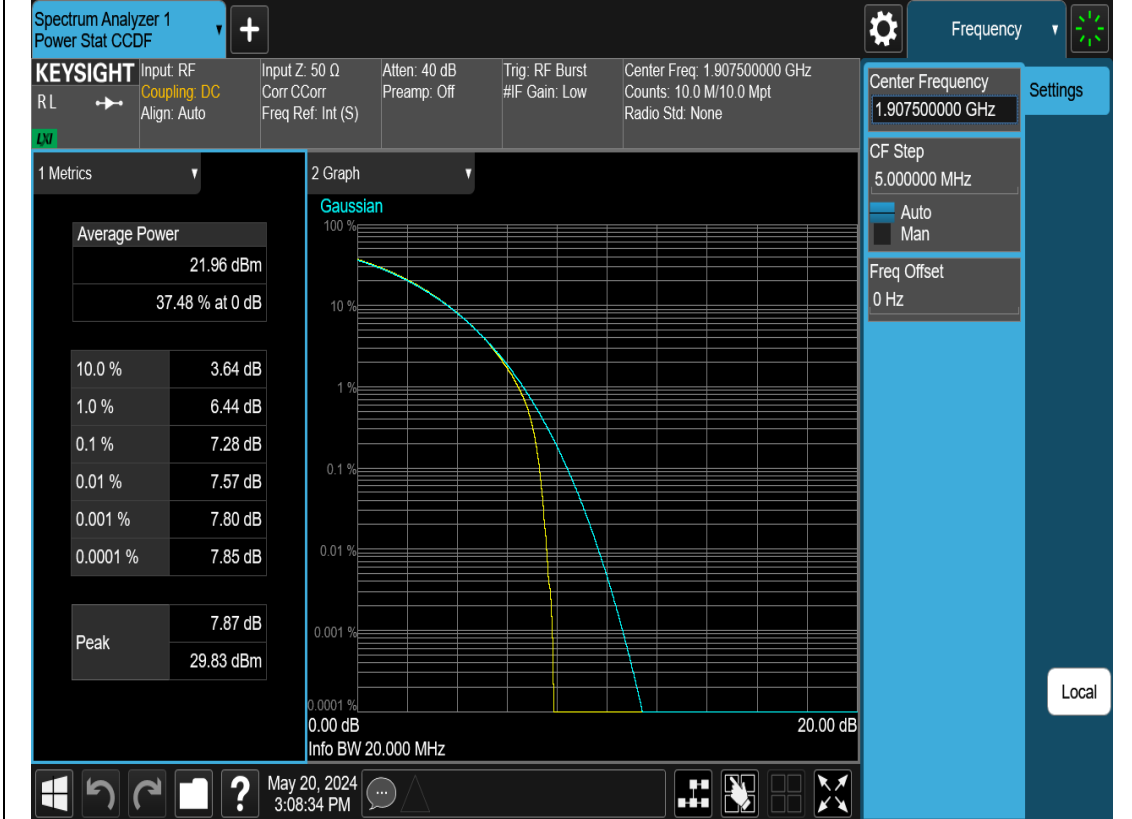 Spectrum Analyzer 1
Power Stat CCDF
Frequency
KEYSIGHT
RL
LXI
Input: RF
Coupling: DC
Align: Auto
Input Z: 50 Ω
Corr CCorr
Freq Ref: Int (S)
Atten: 40 dB
Preamp: Off
Trig: RF Burst
#IF Gain: Low
Center Freq: 1.907500000 GHz
Counts: 10.0 M/10.0 Mpt
Radio Std: None
1 Metrics
Average Power
21.96 dBm
37.48 % at 0 dB
10.0 % 3.64 dB
1.0 % 6.44 dB
0.1 % 7.28 dB
0.01 % 7.57 dB
0.001 % 7.80 dB
0.0001 % 7.85 dB
Peak
7.87 dB
29.83 dBm
2 Graph
Gaussian
100 %
10 %
1 %
0.1 %
0.01 %
0.001 %
0.0001 %
0.00 dB 20.00 dB
Info BW 20.000 MHz
Center Frequency
1.907500000 GHz
CF Step
5.000000 MHz
Auto
Man
Freq Offset
0 Hz
Settings
Local
?
May 20, 2024
3:08:34 PM